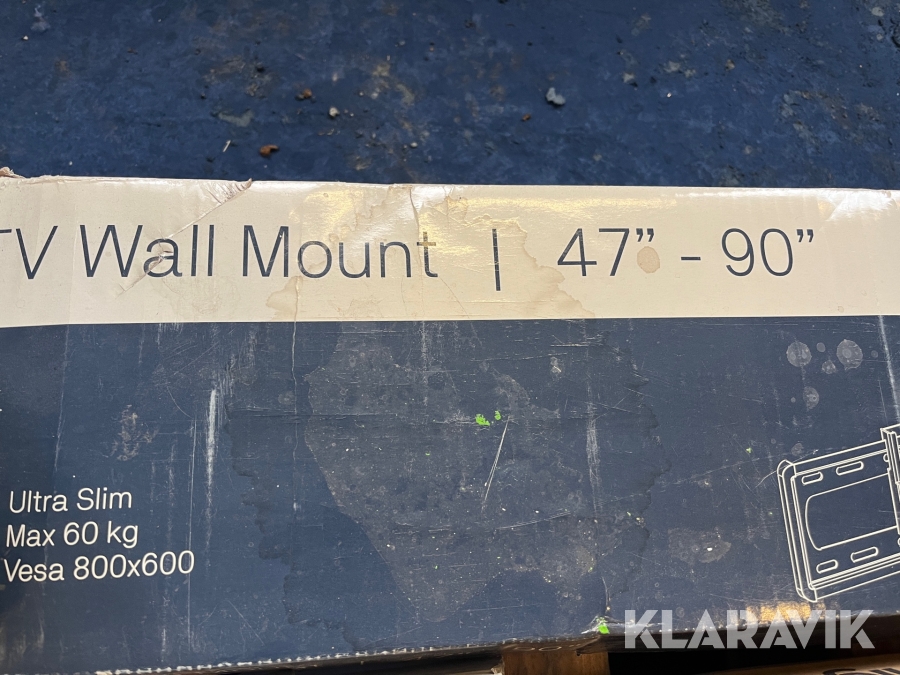 TV Wall Mount | 47” - 90”
Ultra Slim
Max 60 kg
Vesa 800x600
KLARAVIK